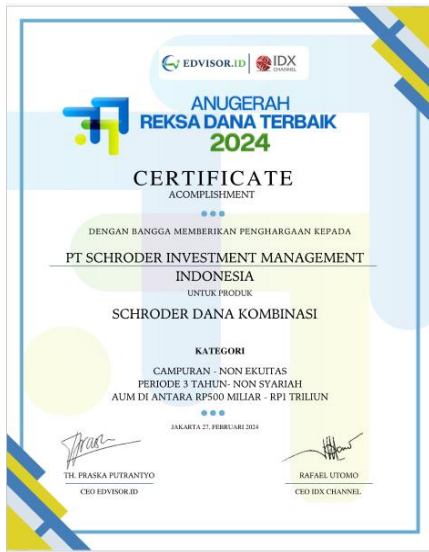 EDVISOR.ID
IDX
CHANNEL
ANUGERAH
REKSA DANA TERBAIK
2024
CERTIFICATE
ACOMPLISHMENT
DENGAN BANGGA MEMBERIKAN PENGHARGAAN KEPADA
PT SCHRODER INVESTMENT MANAGEMENT
INDONESIA
UNTUK PRODUK
SCHRODER DANA KOMBINASI
KATEGORI
CAMPURAN - NON EKUITAS
PERIODE 3 TAHUN- NON SYARIAH
AUM DI ANTARA RP500 MILIAR - RP1 TRILIUN
JAKARTA 27, FEBRUARI 2024
TH. PRASKA PUTRANTYO
CEO EDVISOR.ID
RAFAEL UTOMO
CEO IDX CHANNEL